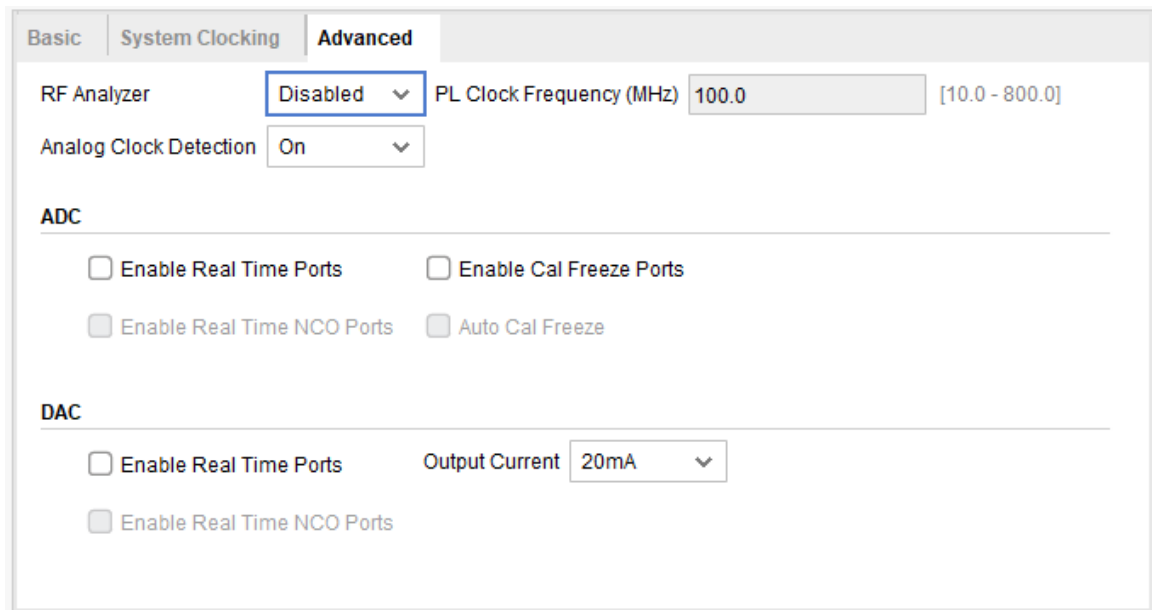 Basic System Clocking Advanced
RF Analyzer Disabled PL Clock Frequency (MHz) 100.0 [10.0 - 800.0]
Analog Clock Detection On
ADC
Enable Real Time Ports Enable Cal Freeze Ports
Enable Real Time NCO Ports Auto Cal Freeze
DAC
Enable Real Time Ports Output Current 20mA
Enable Real Time NCO Ports